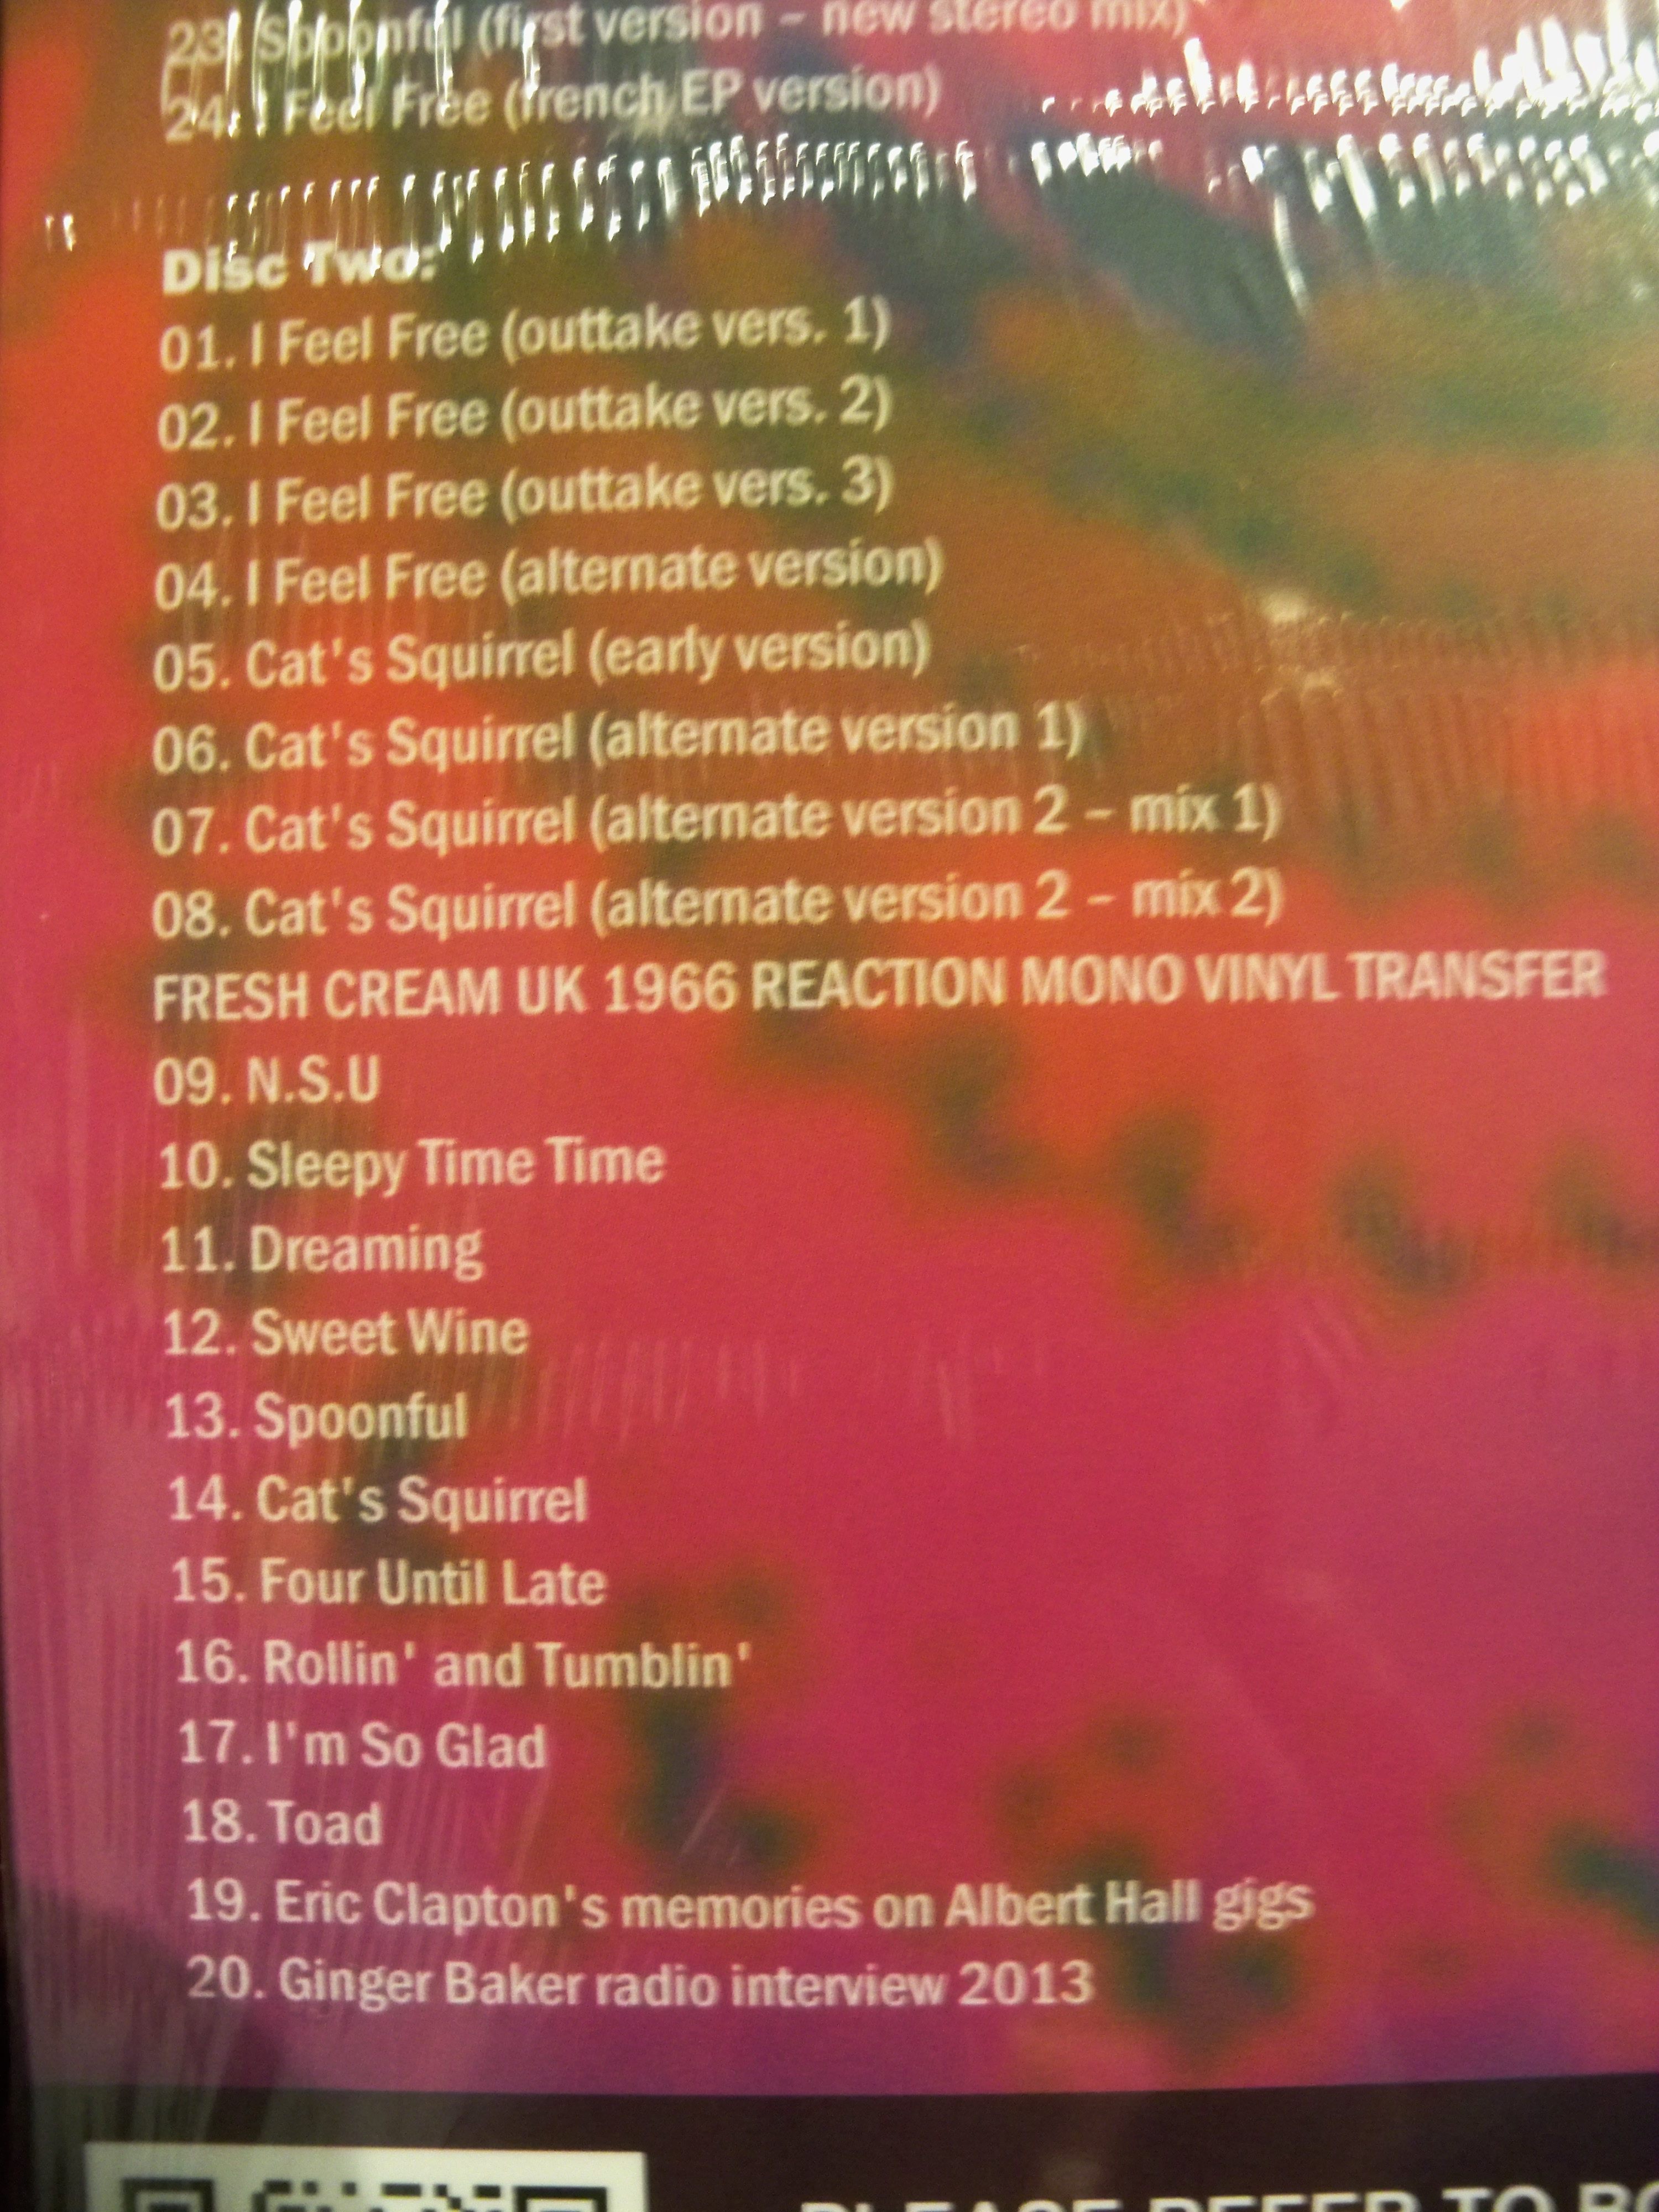 23. Spoonful (first version – new stereo mix)
24. I Feel Free (french EP version)
Disc Two:
01. I Feel Free (outtake vers. 1)
02. I Feel Free (outtake vers. 2)
03. I Feel Free (outtake vers. 3)
04. I Feel Free (alternate version)
05. Cat's Squirrel (early version)
06. Cat's Squirrel (alternate version 1)
07. Cat's Squirrel (alternate version 2 – mix 1)
08. Cat's Squirrel (alternate version 2 – mix 2)
FRESH CREAM UK 1966 REACTION MONO VINYL TRANSFER
09. N.S.U
10. Sleepy Time Time
11. Dreaming
12. Sweet Wine
13. Spoonful
14. Cat's Squirrel
15. Four Until Late
16. Rollin' and Tumblin'
17. I'm So Glad
18. Toad
19. Eric Clapton's memories on Albert Hall gigs
20. Ginger Baker radio interview 2013
PLEASE REFER TO